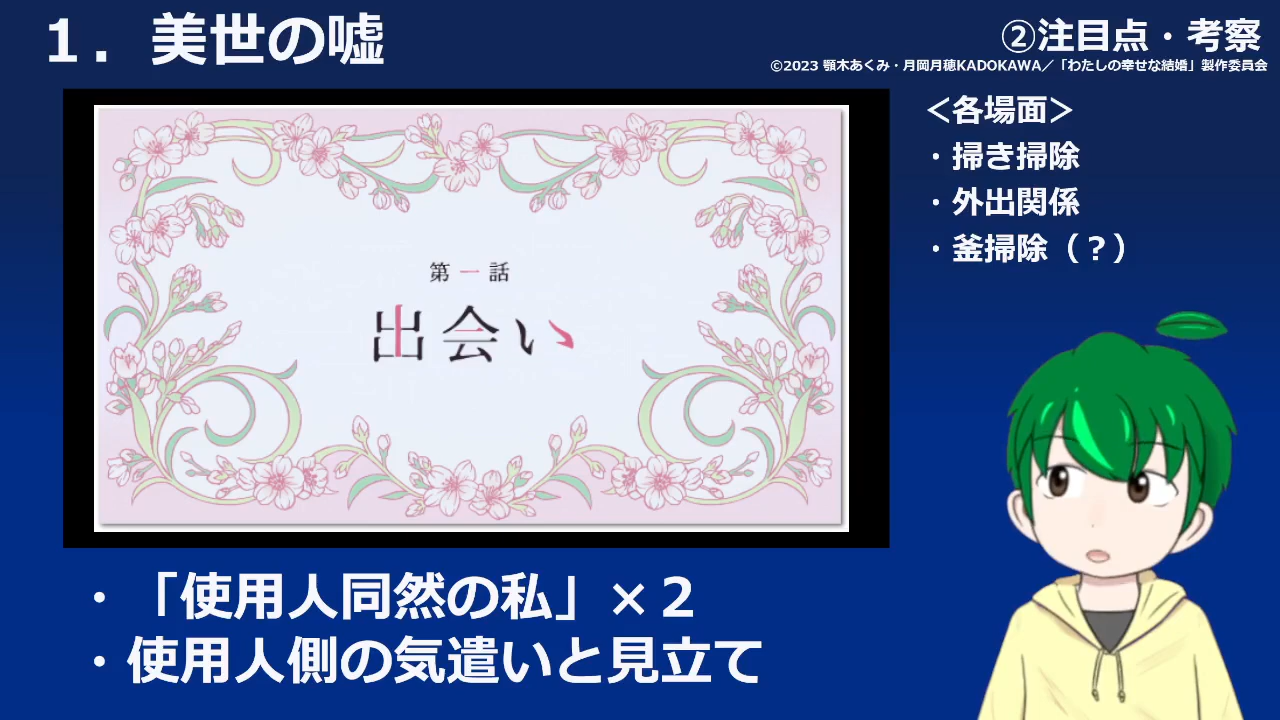 １．美世の嘘
②注目点・考察
©2023 顎木あくみ・月岡月穂KADOKAWA／「わたしの幸せな結婚」製作委員会
＜各場面＞
・掃き掃除
・外出関係
・釜掃除（？）
第一話
出会い
・「使用人同然の私」×２
・使用人側の気遣いと見立て